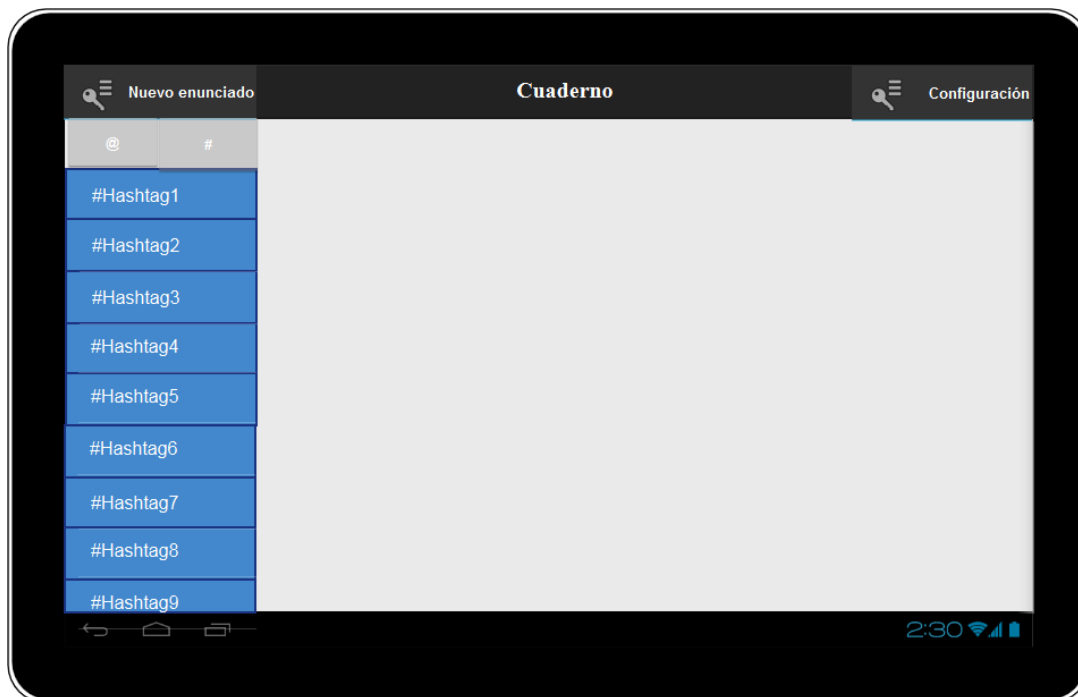 Nuevo enunciado
Cuaderno
Configuración
@
#
#Hashtag1
#Hashtag2
#Hashtag3
#Hashtag4
#Hashtag5
#Hashtag6
#Hashtag7
#Hashtag8
#Hashtag9
2:30